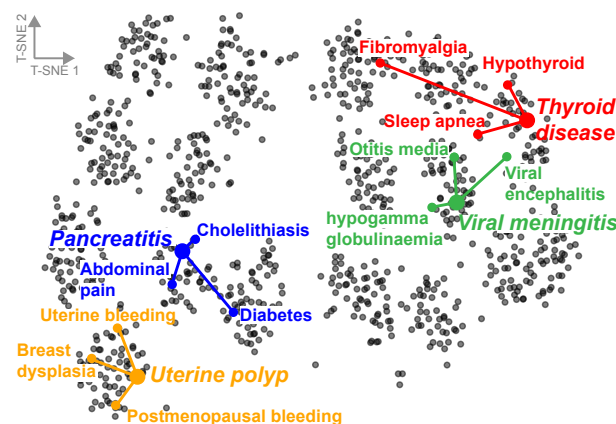 T-SNE 2
T-SNE 1
Fibromyalgia
Hypothyroid
Thyroid
disease
Sleep apnea
Otitis media
Viral
encephalitis
hypogamma
globulinaemia
Viral meningitis
Pancreatitis
Cholelithiasis
Abdominal
pain
Diabetes
Uterine bleeding
Breast
dysplasia
Uterine polyp
Postmenopausal bleeding